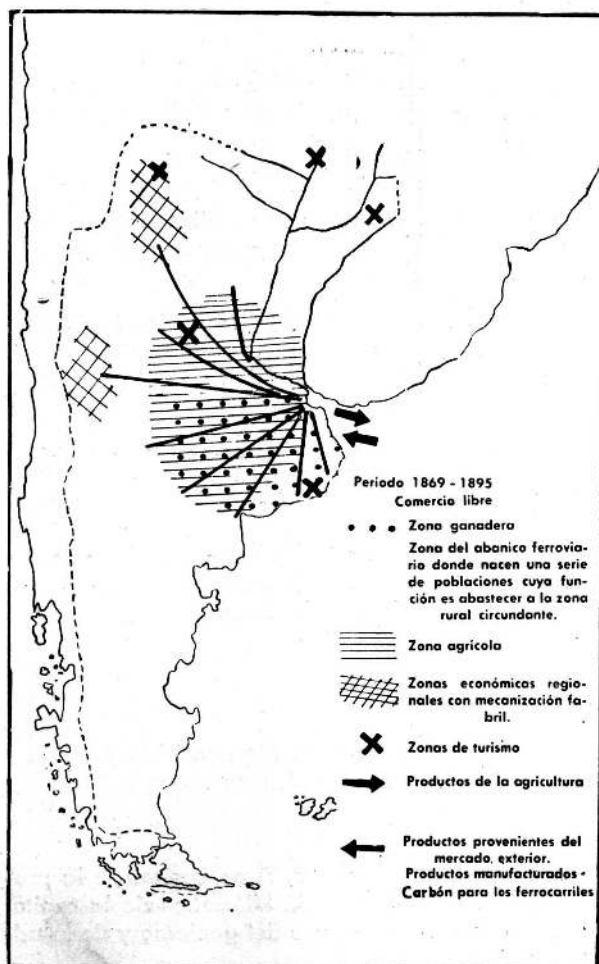 Período 1869 - 1895
Comercio libre
Zona ganadera
Zona del abanico ferrovia-
rio donde nacen una serie
de poblaciones cuya fun-
ción es abastecer a la zona
rural circundante.
Zona agrícola
Zonas económicas regio-
nales con mecanización fa-
bril.
Zonas de turismo
Productos de la agricultura
Productos provenientes del
mercado exterior.
Productos manufacturados -
Carbón para los ferrocarriles